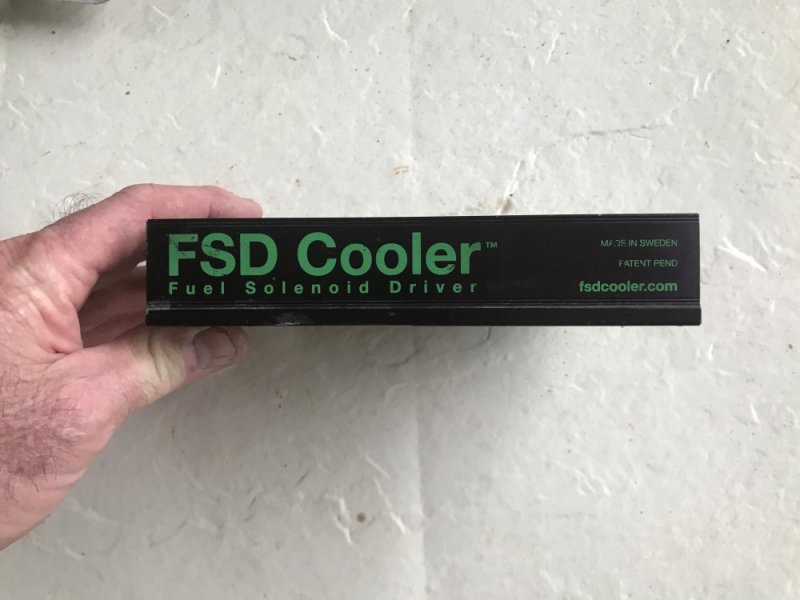 FSD Cooler™
Fuel Solenoid Driver
MADE IN SWEDEN
PATENT PEND
fsdcooler.com